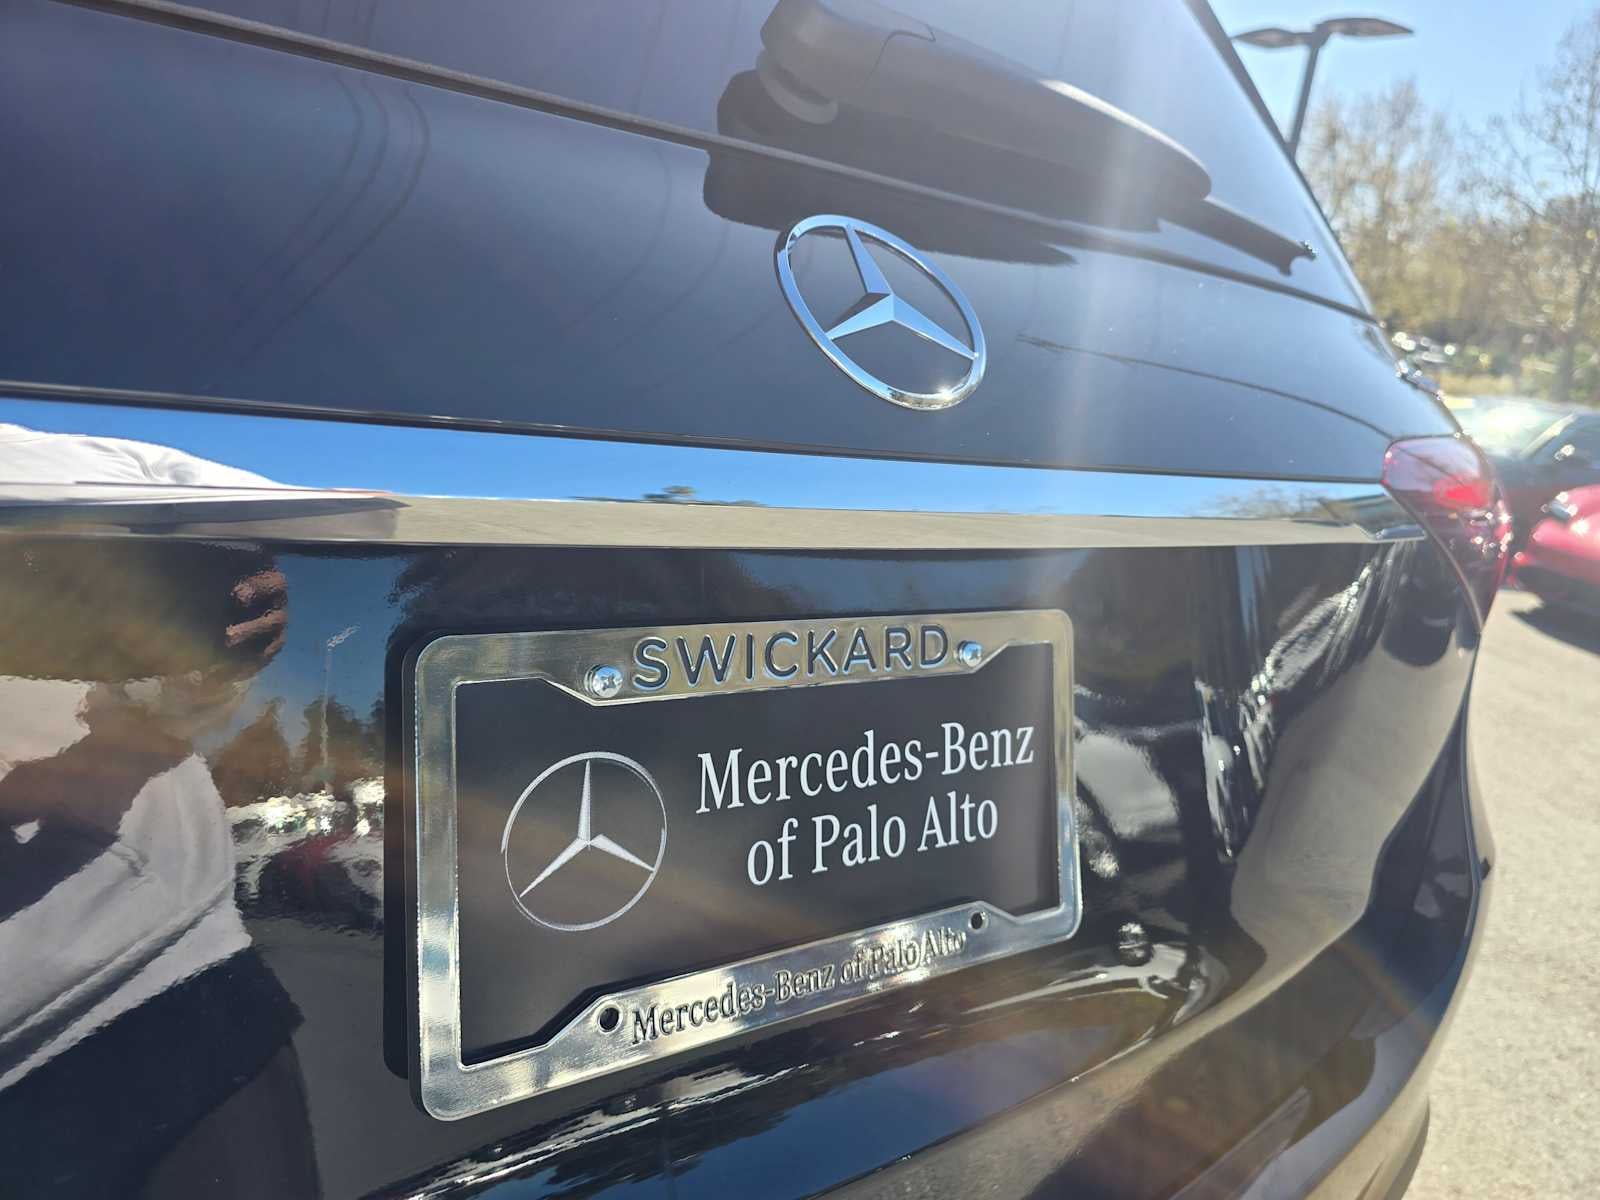 SWICKARD
Mercedes-Benz
of Palo Alto
Mercedes-Benz of Palo Alto